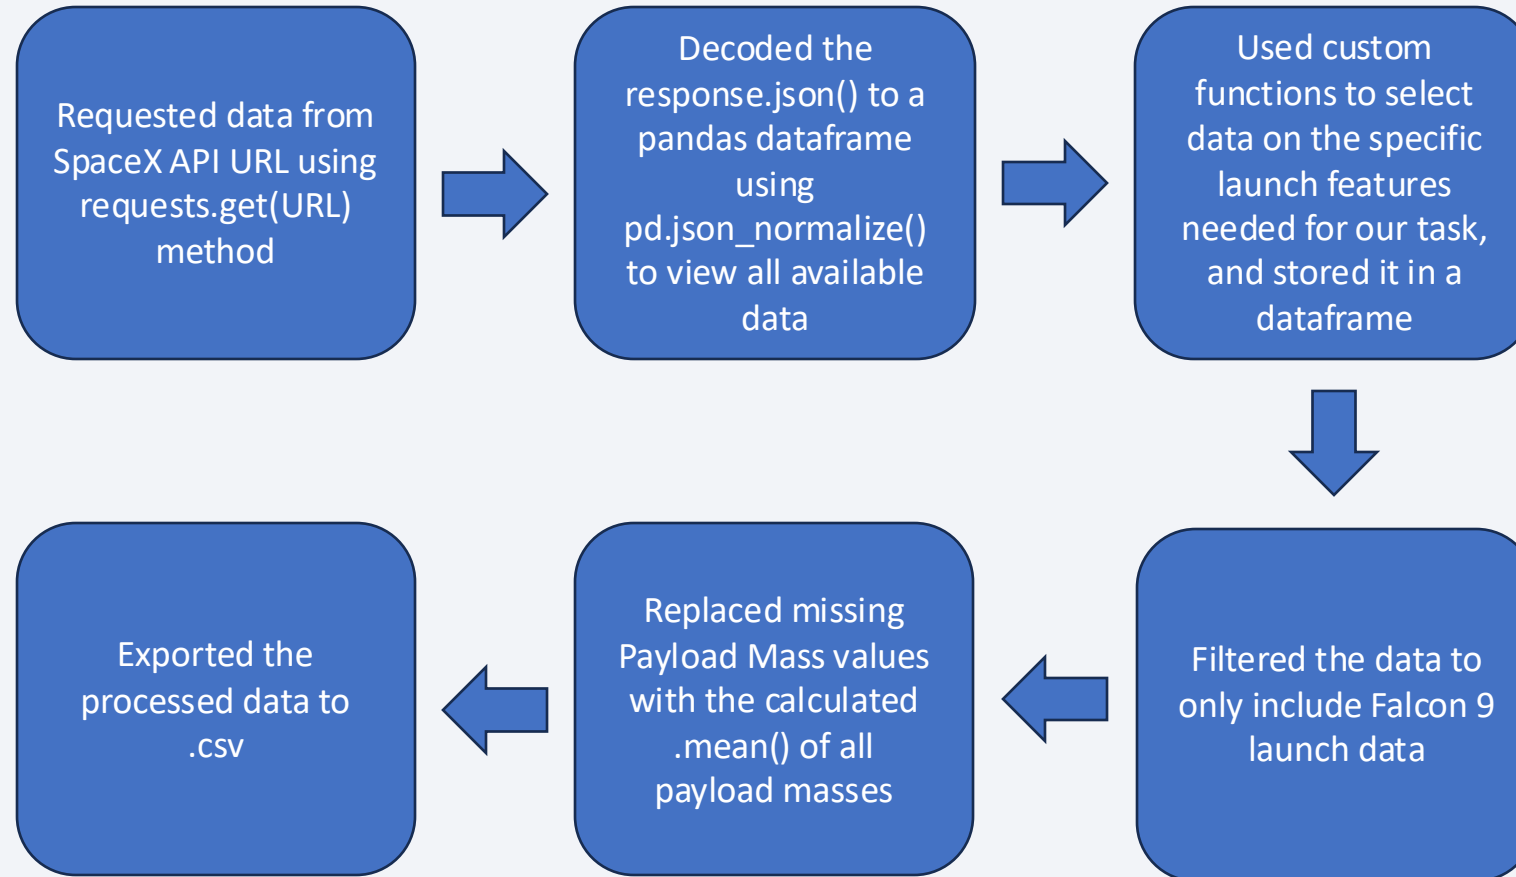 Requested data from
SpaceX API URL using
requests.get(URL)
method
Decoded the
response.json() to a
pandas dataframe
using
pd.json_normalize()
to view all available
data
Used custom
functions to select
data on the specific
launch features
needed for our task,
and stored it in a
dataframe
Filtered the data to
only include Falcon 9
launch data
Replaced missing
Payload Mass values
with the calculated
.mean() of all
payload masses
Exported the
processed data to
.csv